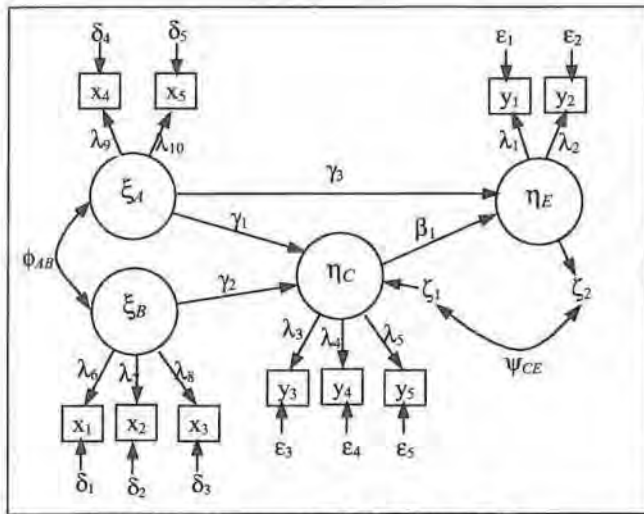 δ4 δ5 ε1 ε2
x4 x5 y1 y2
λ9 λ10 λ1 λ2
ξA γ3 ηE
γ1 β1
ϕAB γ2 ηC ζ1 ζ2
ξB
λ6 λ7 λ8 λ3 λ4 λ5 ψCE
x1 x2 x3 y3 y4 y5
δ1 δ2 δ3 ε3 ε4 ε5